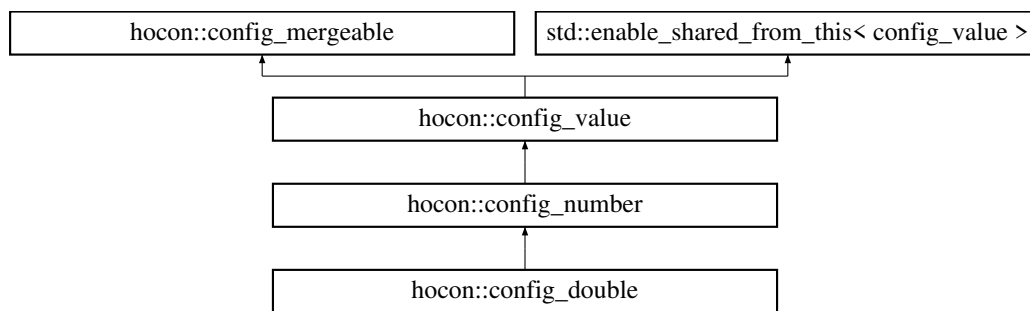 hocon::config_mergeable
std::enable_shared_from_this< config_value >
hocon::config_value
hocon::config_number
hocon::config_double